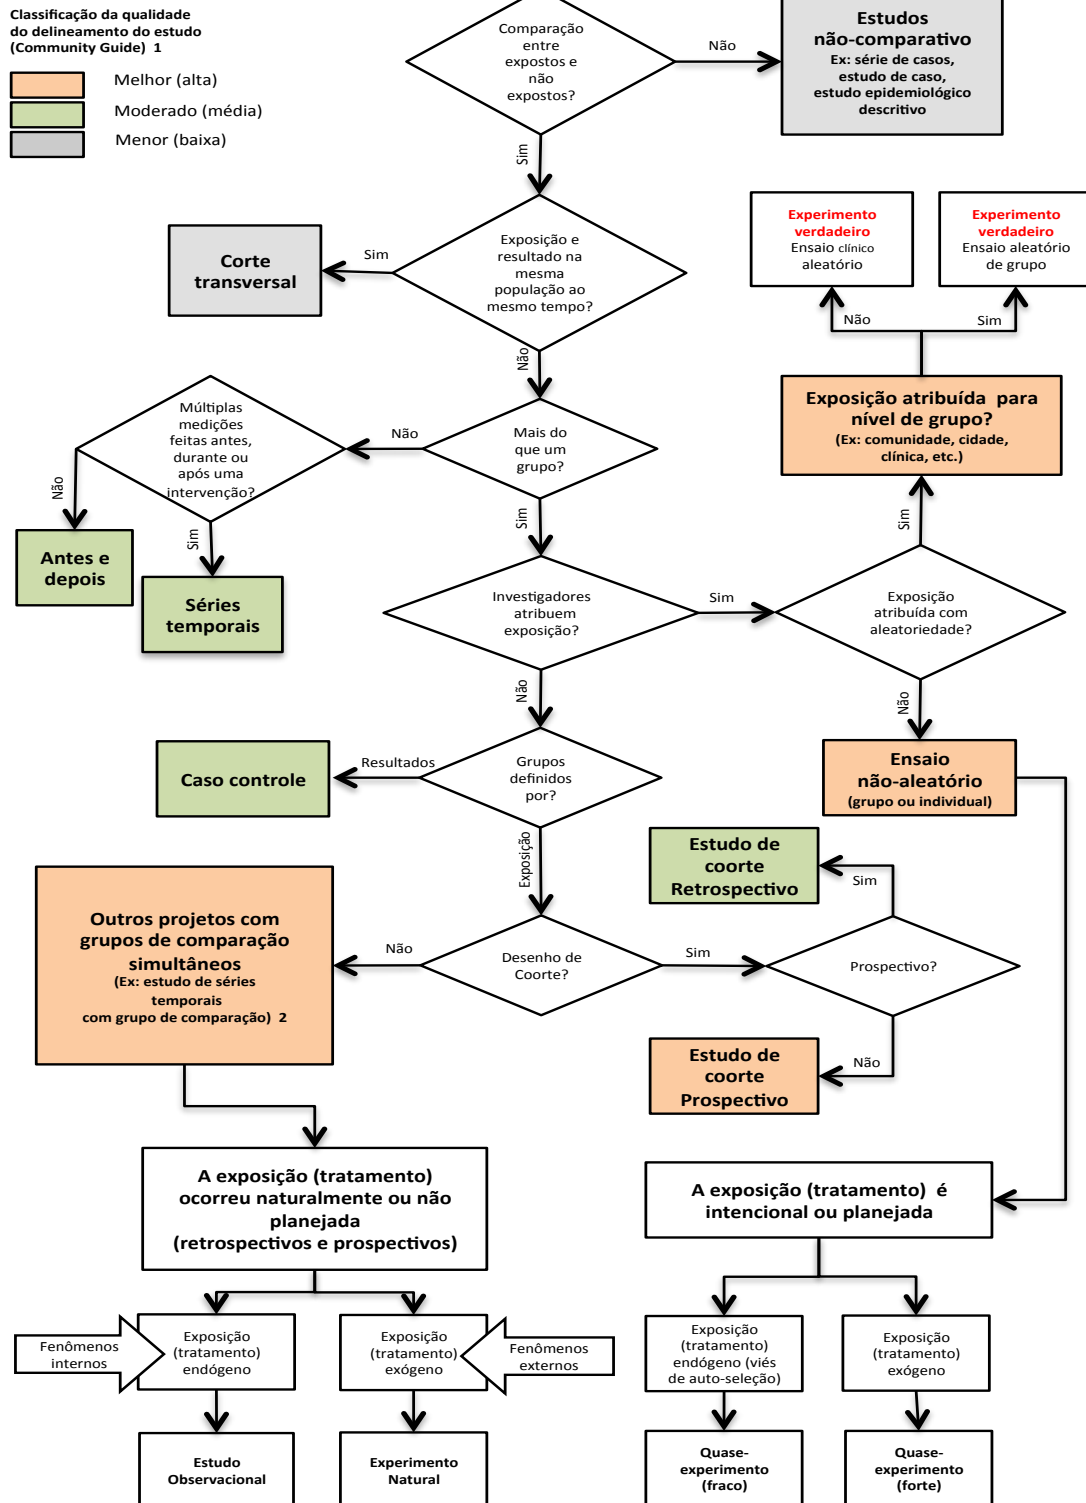 Classificação da qualidade
do delineamento do estudo
(Community Guide) 1
Melhor (alta)
Moderado (média)
Menor (baixa)
Comparação
entre
expostos e
não
expostos?
Não
Estudos
não-comparativo
Ex: série de casos,
estudo de caso,
estudo epidemiológico
descritivo
Sim
Exposição e
resultado na
mesma
população ao
mesmo tempo?
Sim
Corte
transversal
Não
Experimento
verdadeiro
Ensaio clínico
aleatório
Experimento
verdadeiro
Ensaio aleatório
de grupo
Não
Sim
Exposição atribuída para
nível de grupo?
(Ex: comunidade, cidade,
clínica, etc.)
Mais do
que um
grupo?
Não
Múltiplas
medições
feitas antes,
durante ou
após uma
intervenção?
Não
Sim
Antes e
depois
Séries
temporais
Sim
Investigadores
atribuem
exposição?
Sim
Exposição
atribuída com
aleatoriedade?
Sim
Não
Ensaio
não-aleatório
(grupo ou individual)
Não
Grupos
definidos
por?
Resultados
Caso controle
Exposição
Desenho de
Coorte?
Não
Sim
Outros projetos com
grupos de comparação
simultâneos
(Ex: estudo de séries
temporais
com grupo de comparação) 2
Prospectivo?
Sim
Estudo de
coorte
Retrospectivo
Não
Estudo de
coorte
Prospectivo
A exposição (tratamento)
ocorreu naturalmente ou não
planejada
(retrospectivos e prospectivos)
A exposição (tratamento) é
intencional ou planejada
Fenômenos
internos
Exposição
(tratamento)
endógeno
Exposição
(tratamento)
exógeno
Fenômenos
externos
Exposição
(tratamento)
endógeno (viés
de auto-seleção)
Exposição
(tratamento)
exógeno
Estudo
Observacional
Experimento
Natural
Quase-
experimento
(fraco)
Quase-
experimento
(forte)